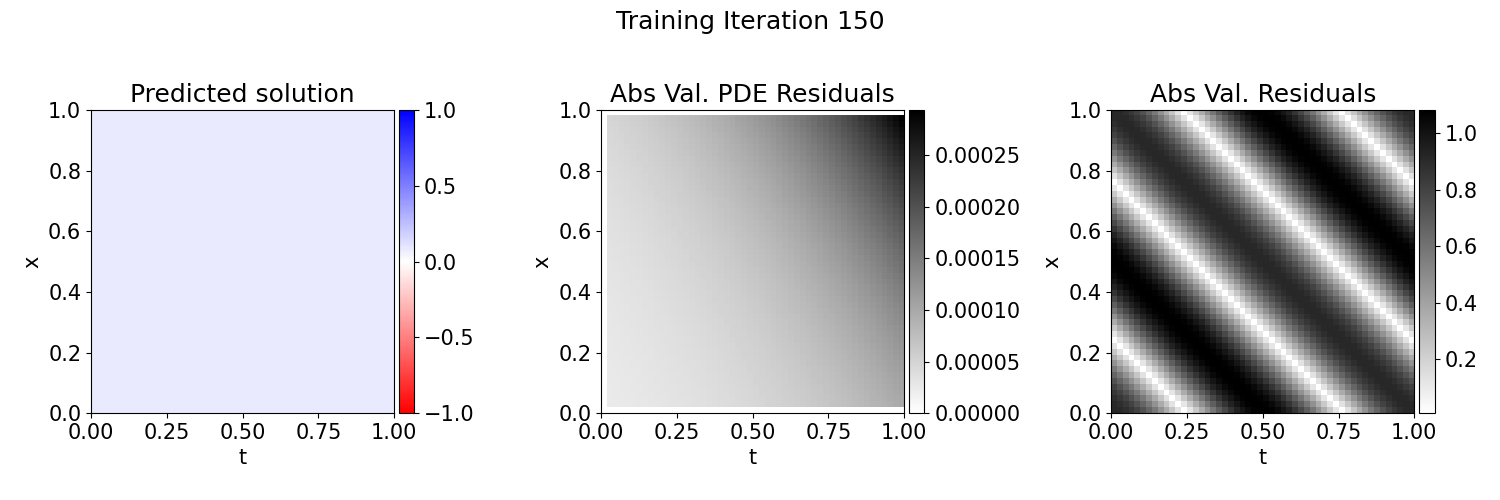 Training Iteration 150
Predicted solution
1.0
0.8
0.6
0.4
0.2
0.0
x
0.00 0.25 0.50 0.75 1.00
t
1.0
0.5
0.0
−0.5
−1.0
Abs Val. PDE Residuals
1.0
0.8
0.6
0.4
0.2
0.0
x
0.00 0.25 0.50 0.75 1.00
t
0.00025
0.00020
0.00015
0.00010
0.00005
0.00000
Abs Val. Residuals
1.0
0.8
0.6
0.4
0.2
0.0
x
0.00 0.25 0.50 0.75 1.00
t
1.0
0.8
0.6
0.4
0.2